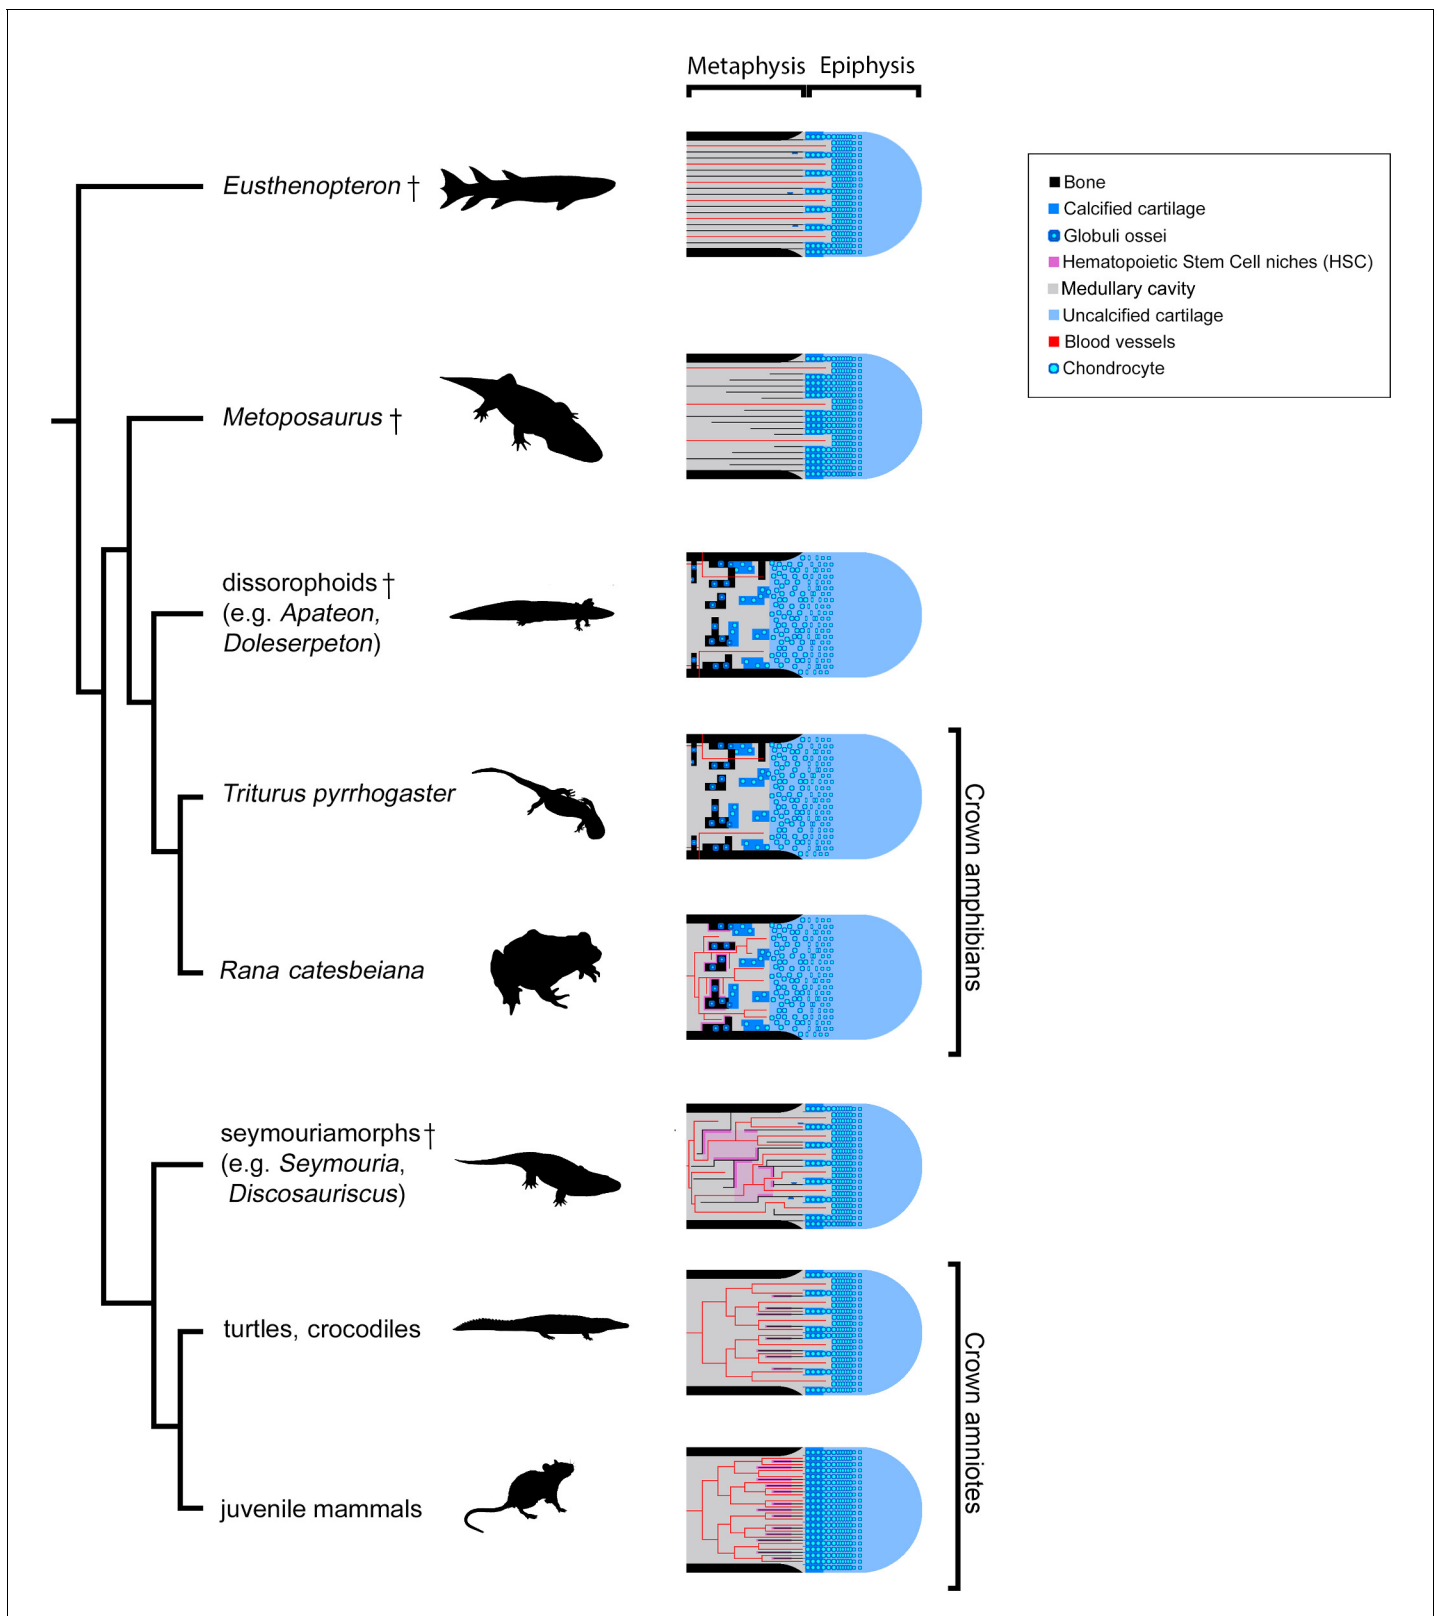 Metaphysis Epiphysis
Eusthenopteron †
Bone
Calcified cartilage
Globuli ossei
Hematopoietic Stem Cell niches (HSC)
Medullary cavity
Uncalcified cartilage
Blood vessels
Chondrocyte
Metoposaurus †
dissorophoids †
(e.g. Apateon,
Doleserpeton)
Triturus pyrrhogaster
Rana catesbeiana
Crown amphibians
seymouriamorphs †
(e.g. Seymouria,
Discosauriscus)
turtles, crocodiles
juvenile mammals
Crown amniotes